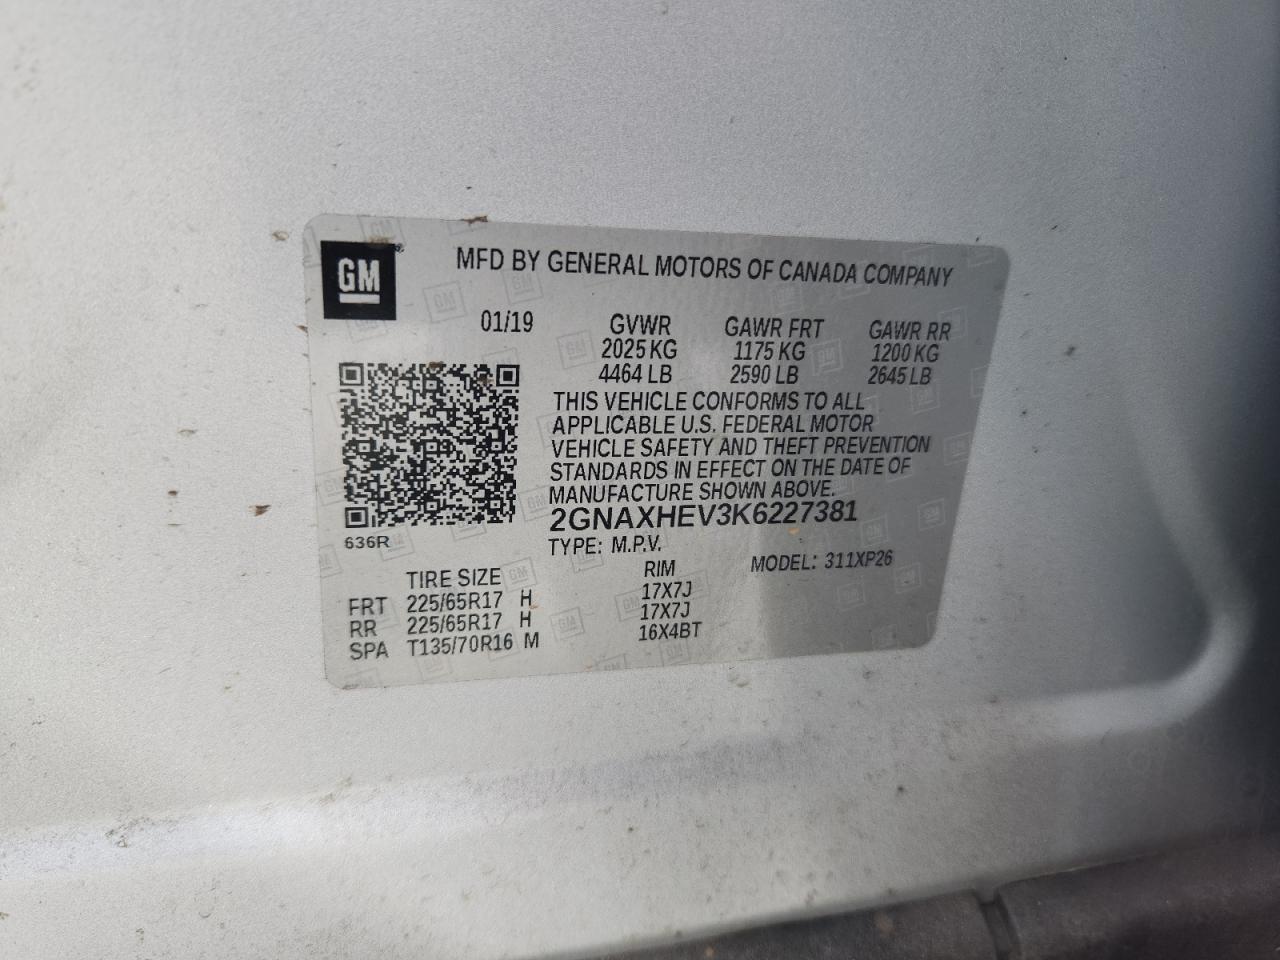 GM
MFD BY GENERAL MOTORS OF CANADA COMPANY
01/19 GVWR GAWR FRT GAWR RR
2025 KG 1175 KG 1200 KG
4464 LB 2590 LB 2645 LB
THIS VEHICLE CONFORMS TO ALL
APPLICABLE U.S. FEDERAL MOTOR
VEHICLE SAFETY AND THEFT PREVENTION
STANDARDS IN EFFECT ON THE DATE OF
MANUFACTURE SHOWN ABOVE.
2GNAXHEV3K6227381
636R
TYPE: M.P.V. MODEL: 311XP26
TIRE SIZE RIM
FRT 225/65R17 H 17X7J
RR 225/65R17 H 17X7J
SPA T135/70R16 M 16X4BT